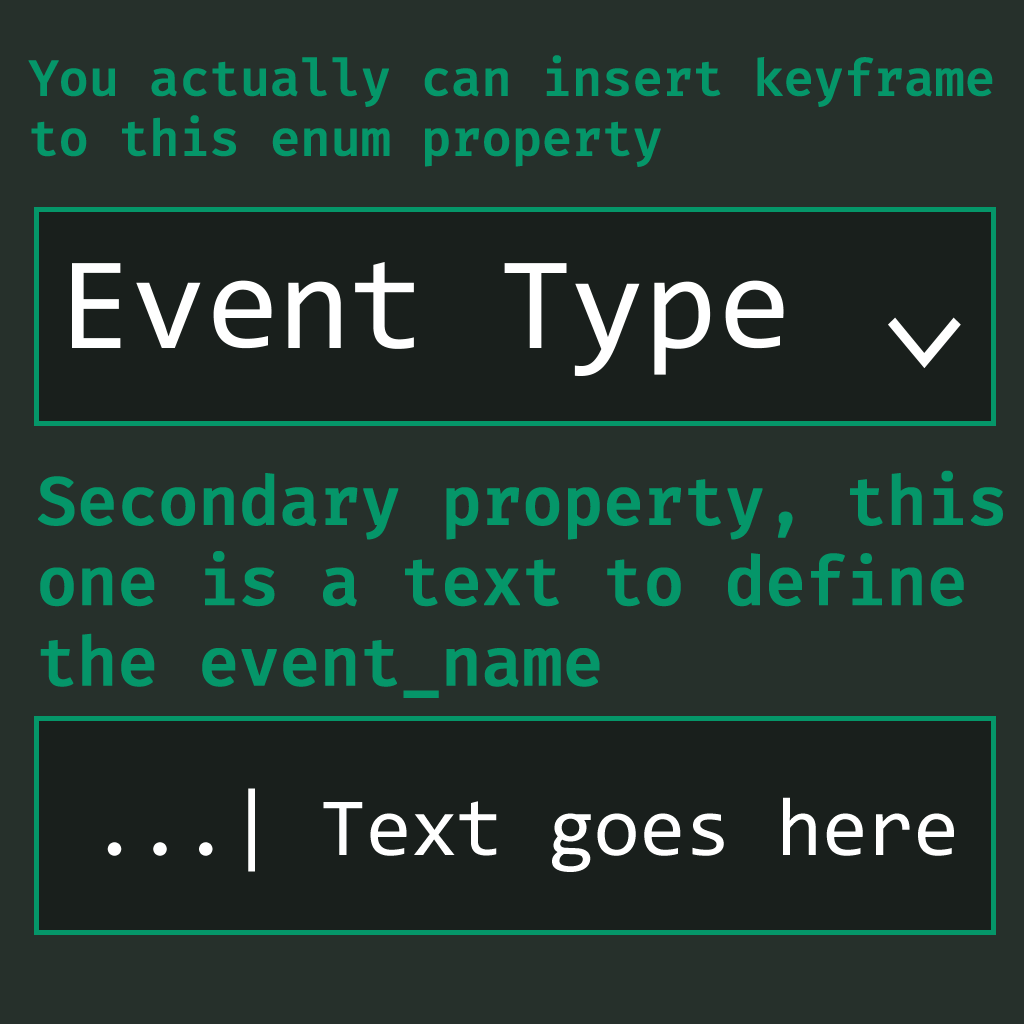 You actually can insert keyframe
to this enum property
Event Type
Secondary property, this
one is a text to define
the event_name
...| Text goes here